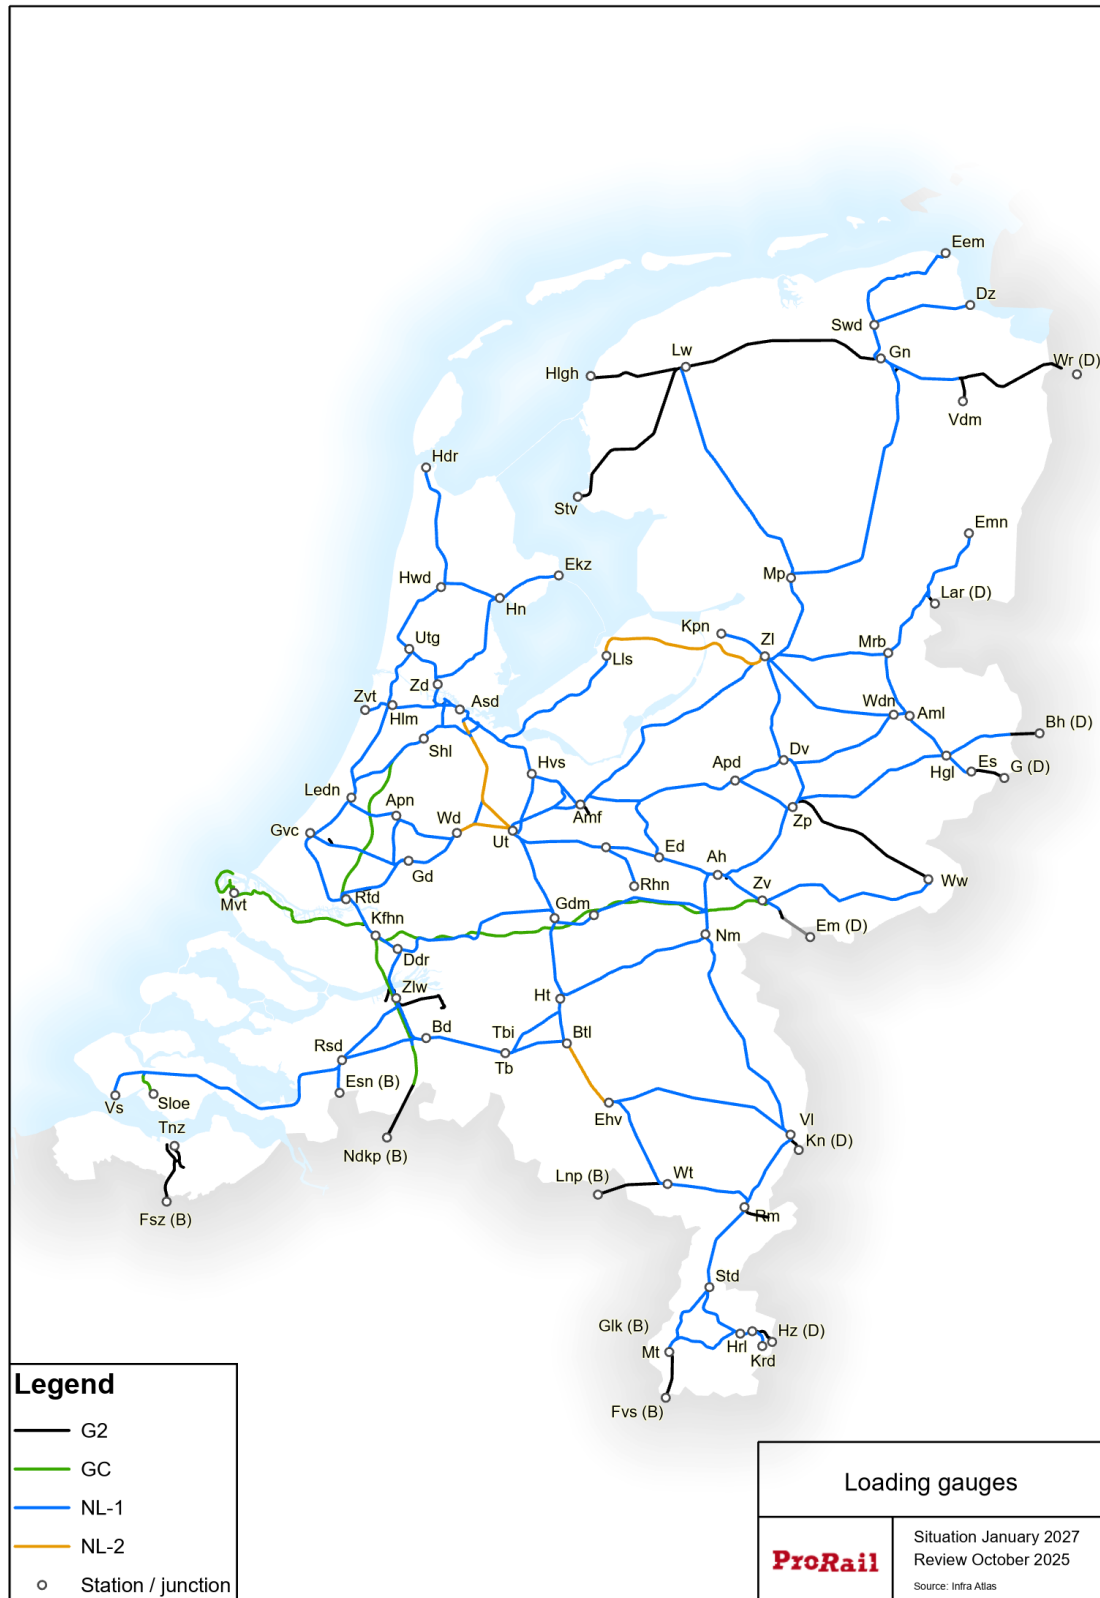 Eem
Dz
Swd
Gn
Lw
Wr (D)
Hlgh
Vdm
Hdr
Stv
Emn
Ekz
Mp
Hwd
Lar (D)
Hn
Kpn
Zl
Utg
Mrb
Lls
Zd
Zvt
Asd
Wdn
Hlm
Aml
Bh (D)
Shl
Dv
Hvs
Apd
Es
G (D)
Hgl
Ledn
Apn
Wd
Amf
Zp
Gvc
Ut
Ed
Ah
Gd
Ww
Rhn
Zv
Mvt
Rtd
Gdm
Kfhn
Em (D)
Nm
Ddr
Zlw
Ht
Bd
Tbi
Btl
Rsd
Tb
Esn (B)
Vs
Sloe
Ehv
Tnz
Vl
Kn (D)
Ndkp (B)
Lnp (B)
Wt
Fsz (B)
Rm
Std
Glk (B)
Hz (D)
Hrl
Mt
Krd
Fvs (B)
Legend
G2
GC
NL-1
NL-2
Station / junction
Loading gauges
ProRail
Situation January 2027
Review October 2025
Source: Infra Atlas